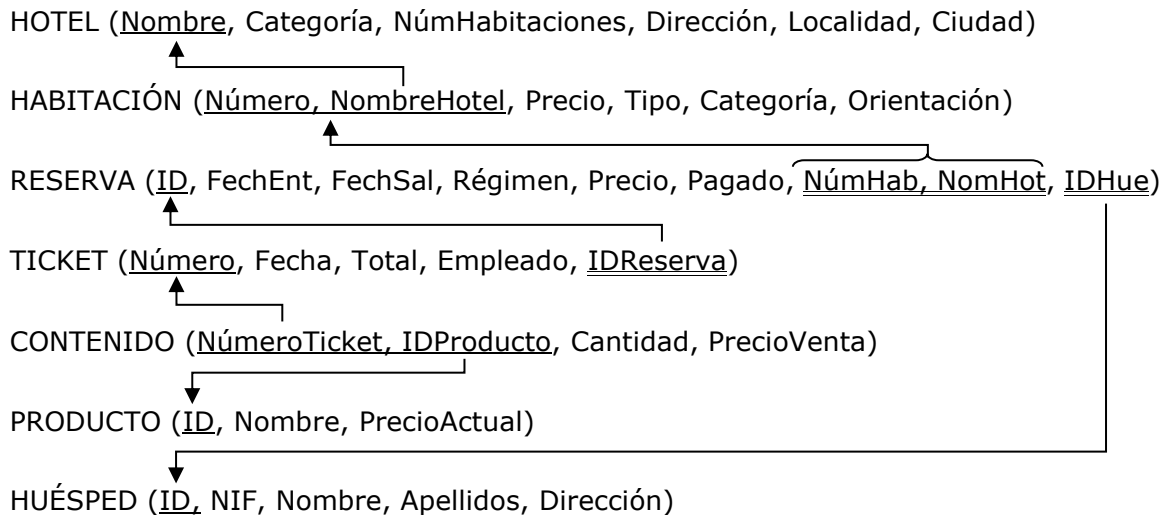 HOTEL (Nombre, Categoría, NúmHabitaciones, Dirección, Localidad, Ciudad)
HABITACIÓN (Número, NombreHotel, Precio, Tipo, Categoría, Orientación)
RESERVA (ID, FechEnt, FechSal, Régimen, Precio, Pagado, NúmHab, NomHot, IDHue)
TICKET (Número, Fecha, Total, Empleado, IDReserva)
CONTENIDO (NúmeroTicket, IDProducto, Cantidad, PrecioVenta)
PRODUCTO (ID, Nombre, PrecioActual)
HUÉSPED (ID, NIF, Nombre, Apellidos, Dirección)